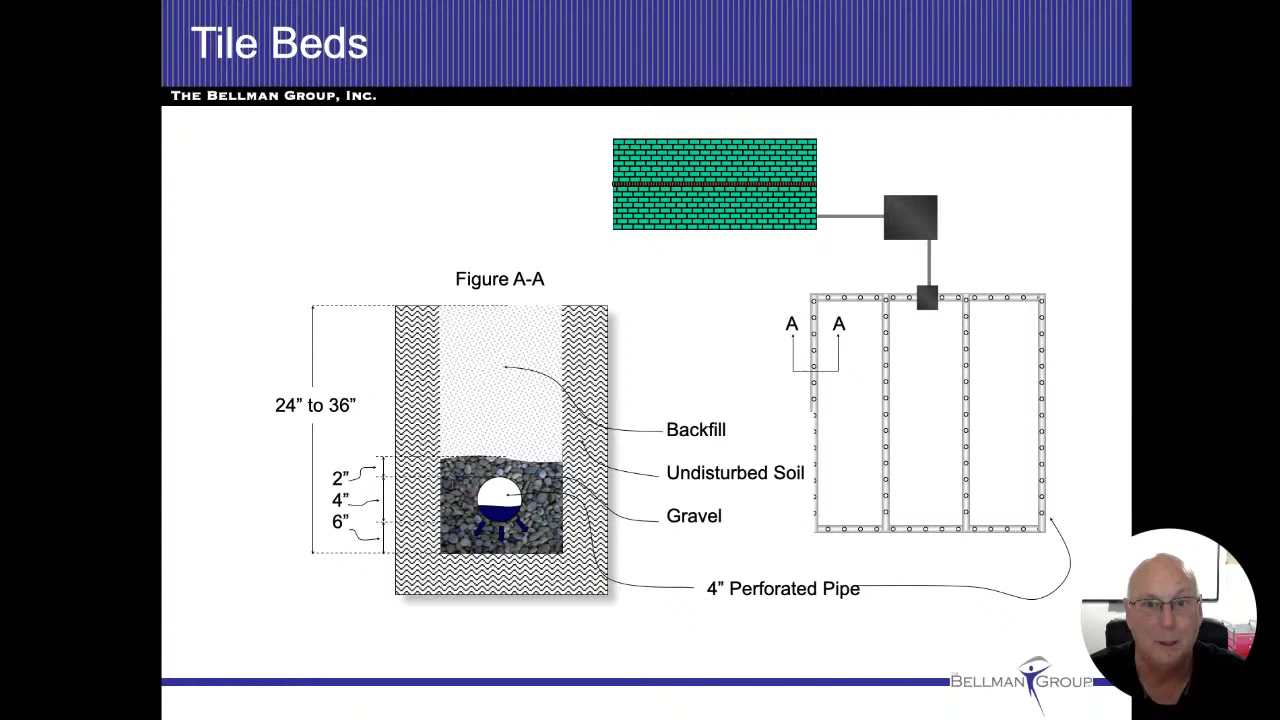 Tile Beds
THE BELLMAN GROUP, INC.
Figure A-A
A A
24” to 36”
Backfill
2”
Undisturbed Soil
4”
6”
Gravel
4” Perforated Pipe
THE BELLMAN GROUP